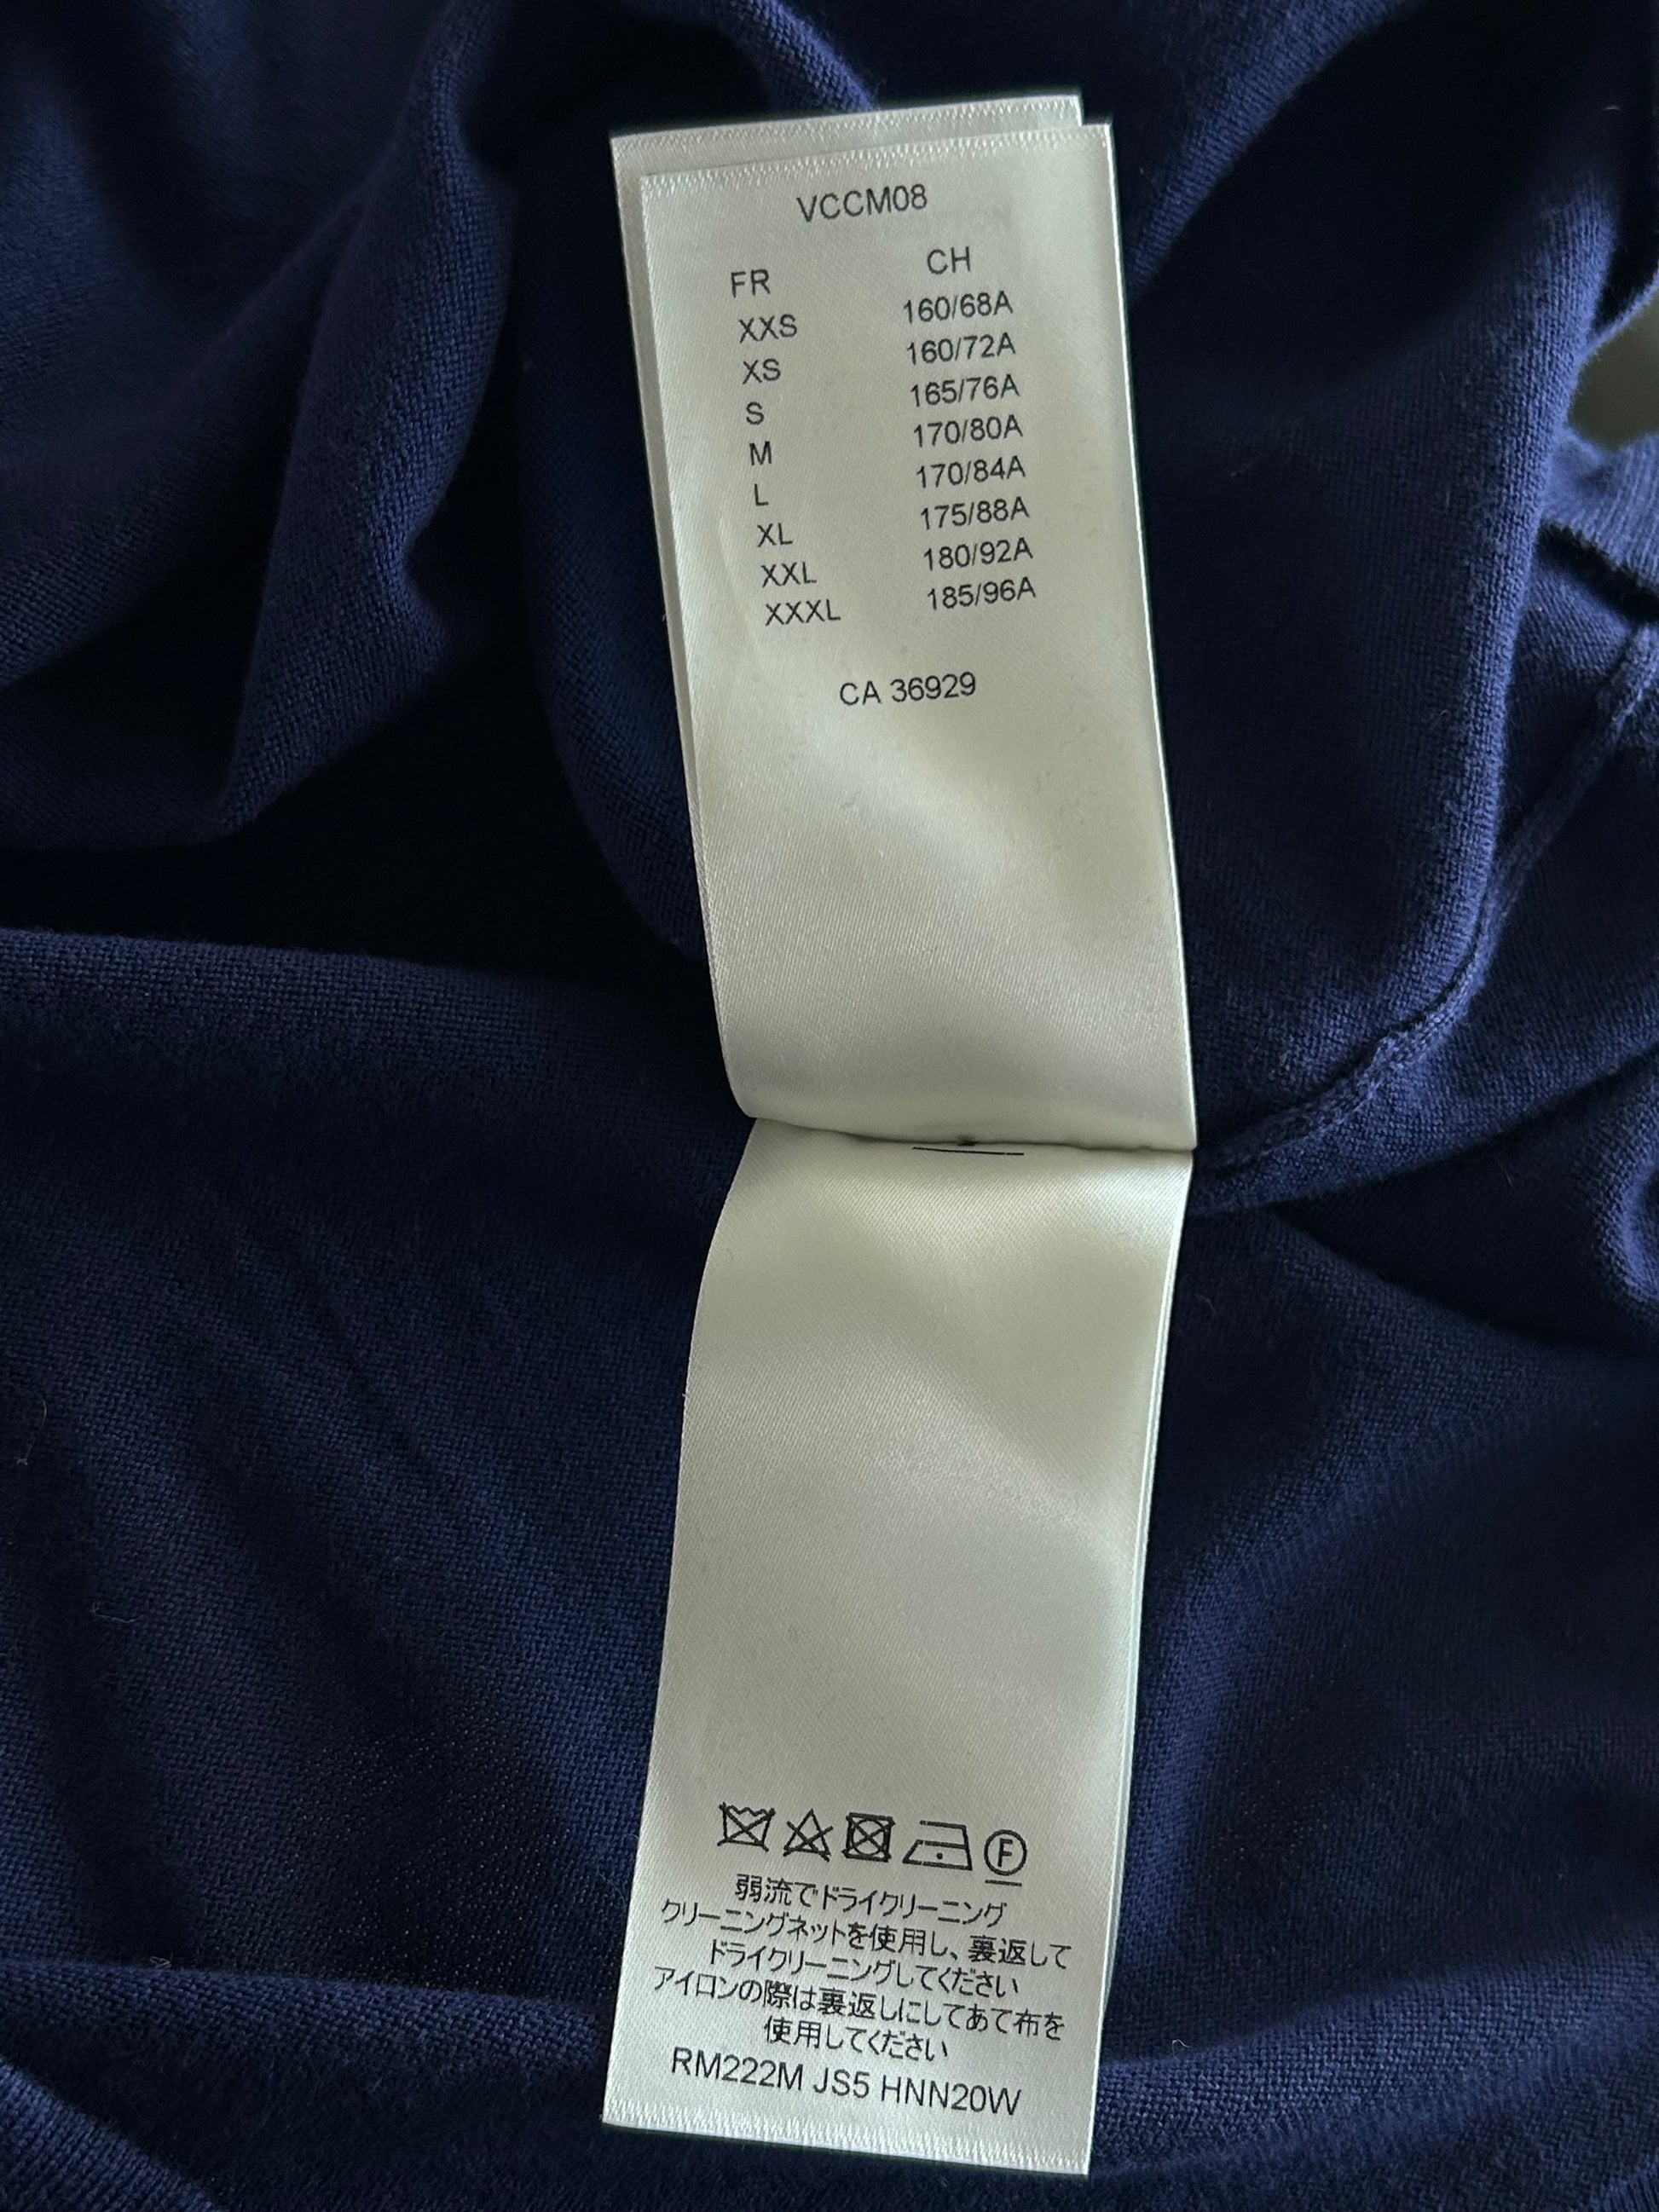 VCCM08
FR CH
XXS 160/68A
XS 160/72A
S 165/76A
M 170/80A
L 170/84A
XL 175/88A
XXL 180/92A
XXXL 185/96A
CA 36929
F
弱流でドライクリーニング
クリーニングネットを使用し、裏返して
ドライクリーニングしてください
アイロンの際は裏返しにしてあて布を
使用してください
RM222M JS5 HNN20W